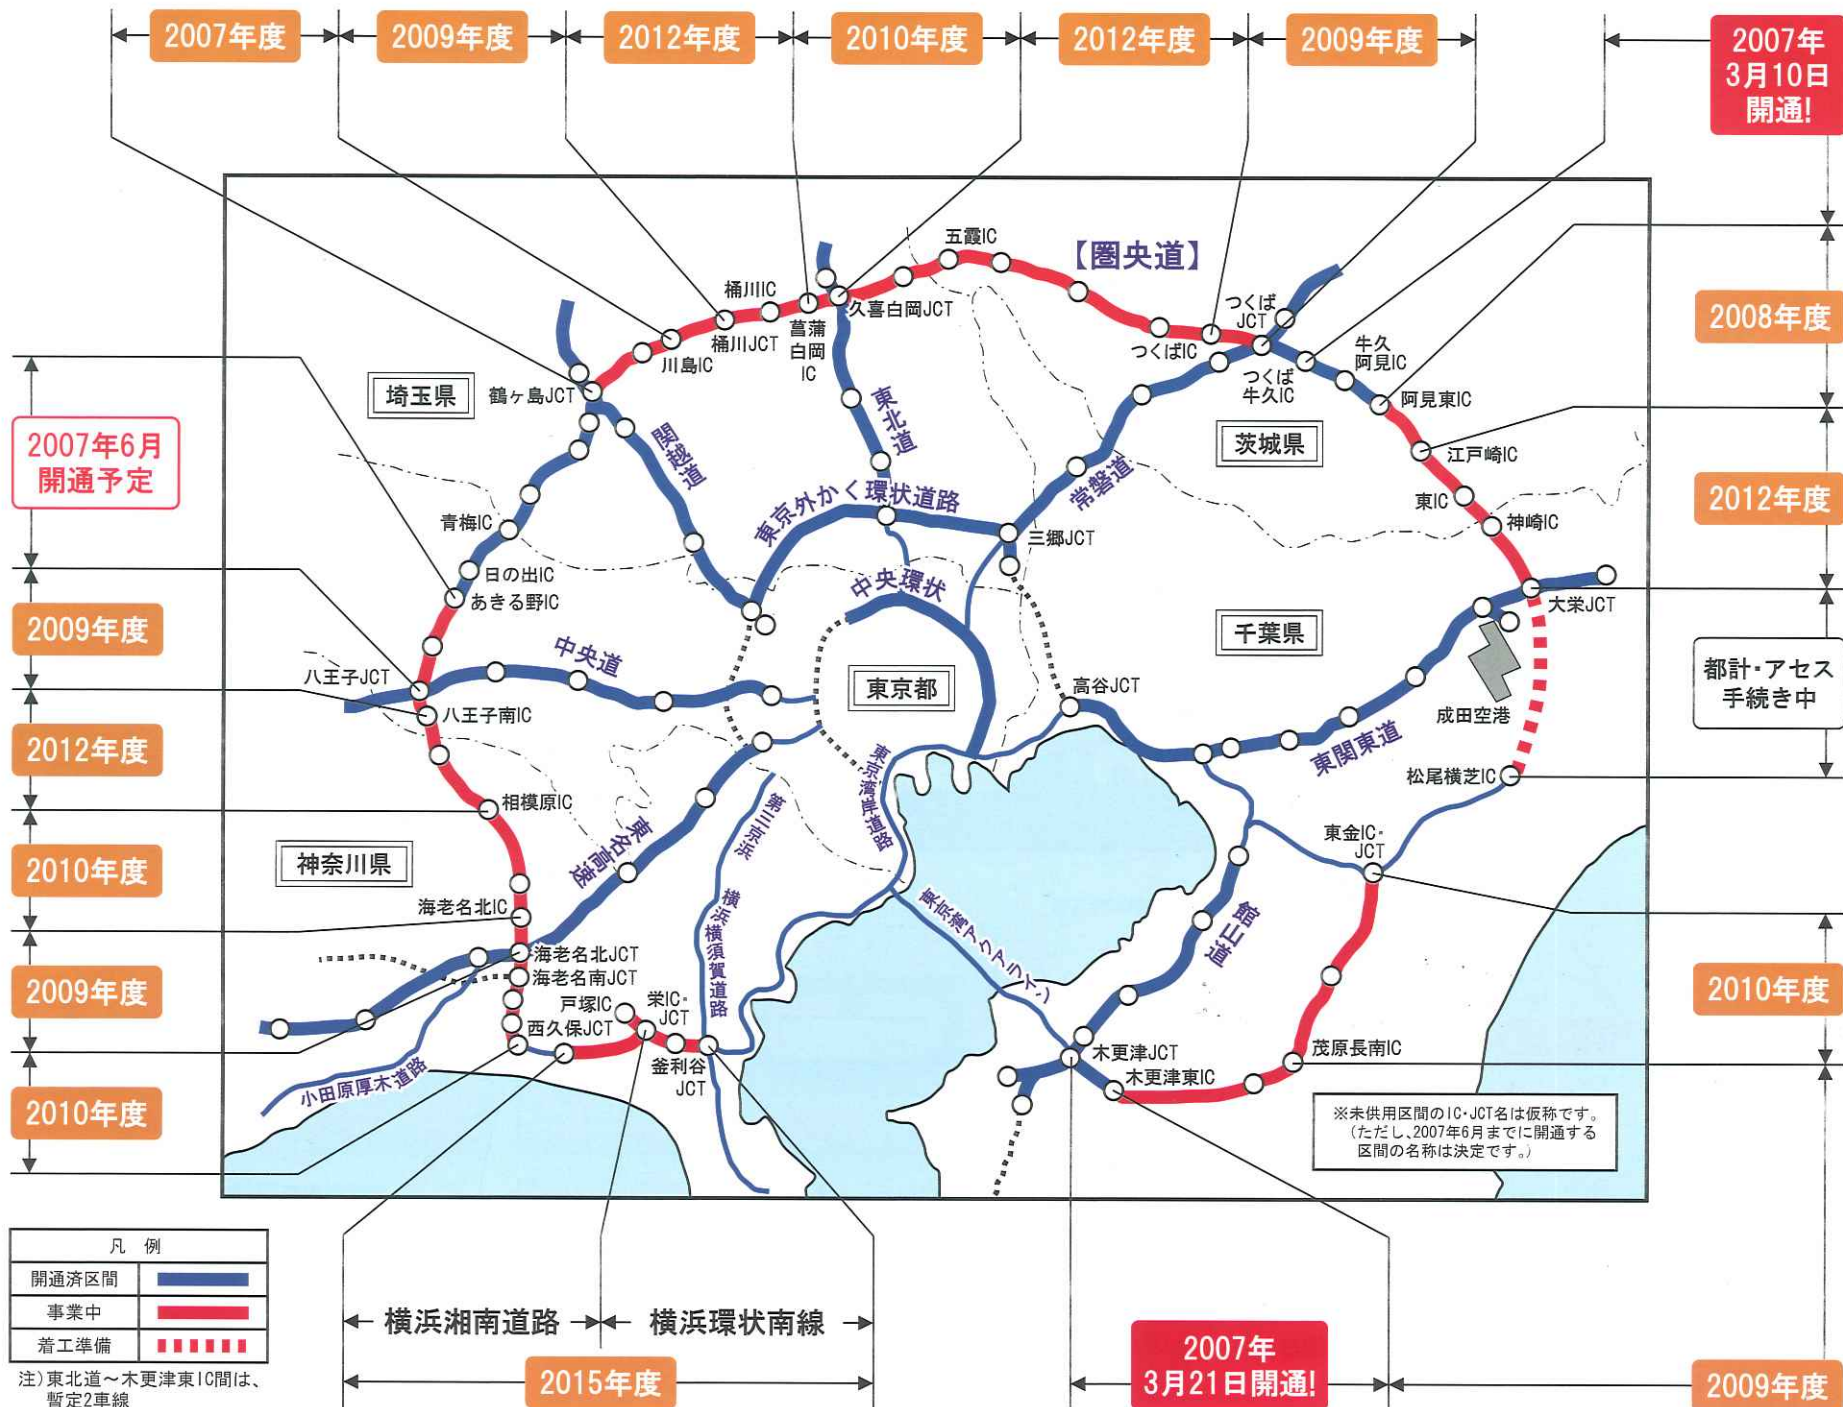 2007年度
2009年度
2012年度
2010年度
2012年度
2009年度
2007年
3月10日
開通!
2008年度
2012年度
都計・アセス
手続き中
2010年度
2009年度
2007年6月
開通予定
2009年度
2012年度
2010年度
2009年度
2010年度
【圏央道】
五霞IC
桶川IC
久喜白岡JCT
菖蒲
白岡
IC
桶川JCT
川島IC
鶴ヶ島JCT
埼玉県
つくば
JCT
つくばIC
つくば
牛久IC
牛久
阿見IC
阿見東IC
茨城県
江戸崎IC
東IC
神崎IC
大栄JCT
関越道
東北道
常磐道
東京外かく環状道路
三郷JCT
中央環状
青梅IC
日の出IC
あきる野IC
中央道
八王子JCT
八王子南IC
東京都
千葉県
高谷JCT
成田空港
東関東道
松尾横芝IC
東金IC・
JCT
相模原IC
神奈川県
東名高速
第三京浜
東京湾岸道路
海老名北IC
海老名北JCT
海老名南JCT
横浜横須賀道路
東京湾アクアライン
館山道
戸塚IC
栄IC・
JCT
西久保JCT
釜利谷
JCT
小田原厚木道路
木更津JCT
木更津東IC
茂原長南IC
※未供用区間のIC・JCT名は仮称です。
(ただし、2007年6月までに開通する
区間の名称は決定です。)
凡 例
開通済区間
事業中
着工準備
注)東北道～木更津東IC間は、
暫定2車線
横浜湘南道路
横浜環状南線
2015年度
2007年
3月21日開通!
2009年度